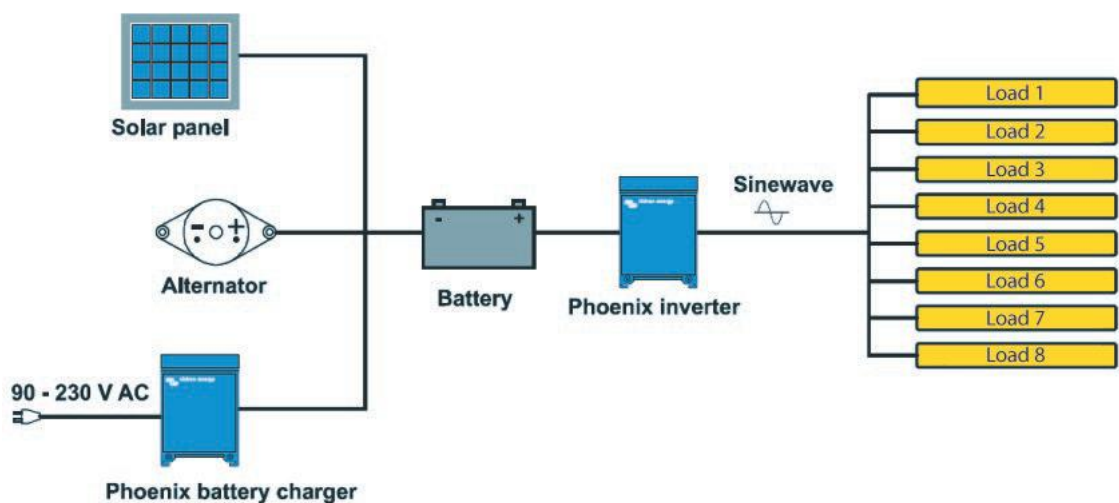 Solar panel
Alternator
90 - 230 V AC
Phoenix battery charger
Battery
Phoenix inverter
Sinewave
Load 1
Load 2
Load 3
Load 4
Load 5
Load 6
Load 7
Load 8